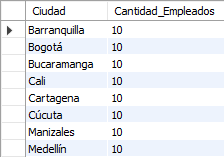 Ciudad Cantidad_Empleados
Barranquilla 10
Bogotá 10
Bucaramanga 10
Cali 10
Cartagena 10
Cúcuta 10
Manizales 10
Medellín 10